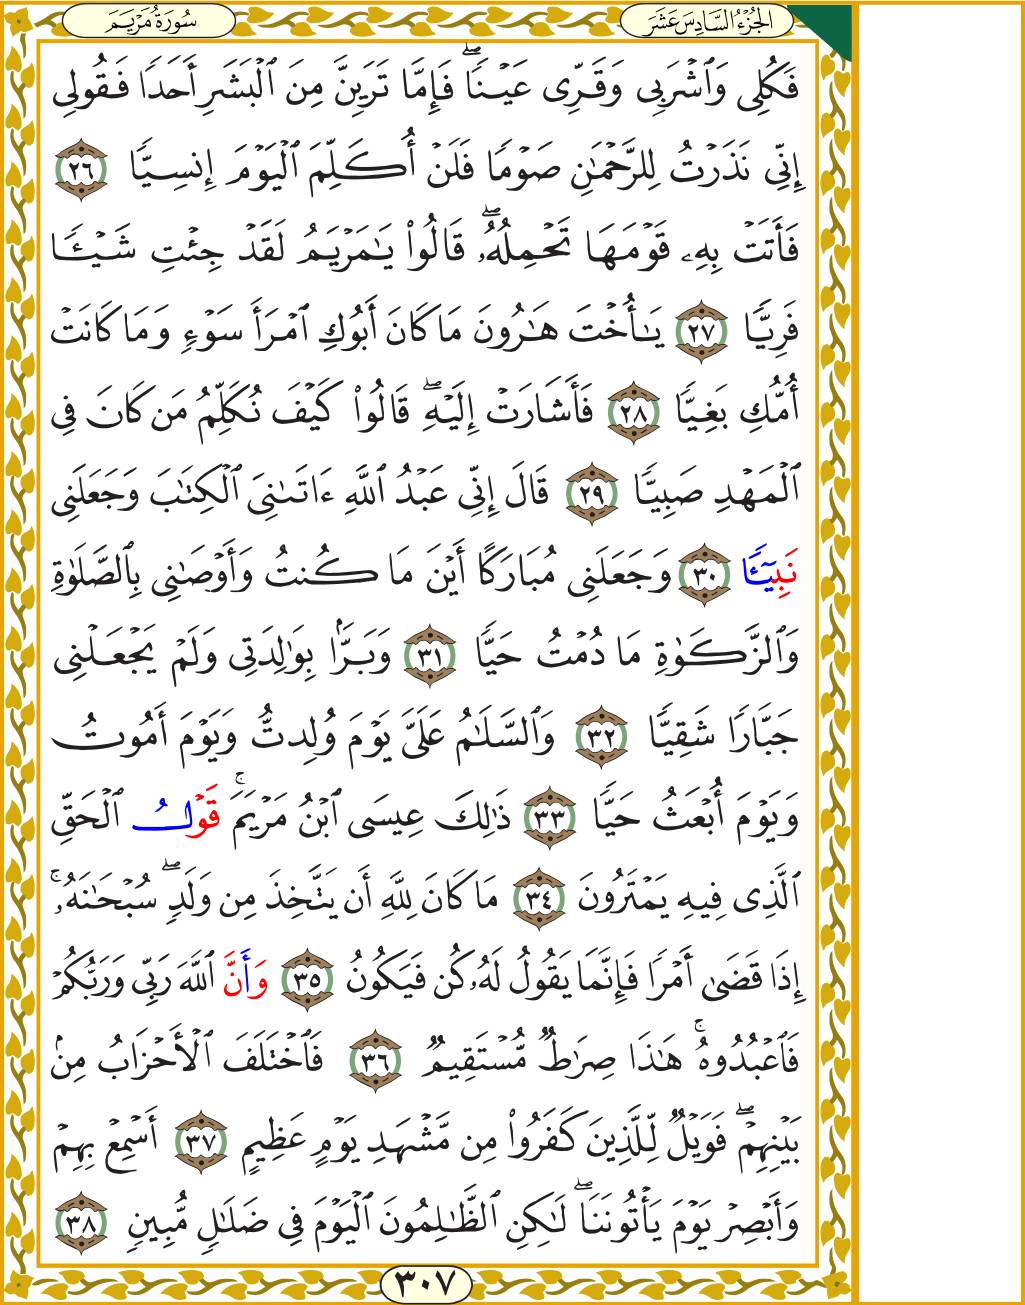 الجُزْءُ السَّادِسَ عَشَرَ
سُورَةُ مَرْيَمَ
فَكُلِى وَٱشْرَبِى وَقَرِّى عَيْنًاۖ فَإِمَّا تَرَيِنَّ مِنَ ٱلْبَشَرِ أَحَدًا فَقُولِى
إِنِّى نَذَرْتُ لِلرَّحْمَٰنِ صَوْمًا فَلَنْ أُكَلِّمَ ٱلْيَوْمَ إِنسِيًّا ٢٦
فَأَتَتْ بِهِۦ قَوْمَهَا تَحْمِلُهُۥۖ قَالُوا۟ يَٰمَرْيَمُ لَقَدْ جِئْتِ شَيْـًٔا
فَرِيًّا ٢٧ يَٰٓأُخْتَ هَٰرُونَ مَا كَانَ أَبُوكِ ٱمْرَأَ سَوْءٍ وَمَا كَانَتْ
أُمُّكِ بَغِيًّا ٢٨ فَأَشَارَتْ إِلَيْهِۖ قَالُوا۟ كَيْفَ نُكَلِّمُ مَن كَانَ فِى
ٱلْمَهْدِ صَبِيًّا ٢٩ قَالَ إِنِّى عَبْدُ ٱللَّهِ ءَاتَىٰنِىَ ٱلْكِتَٰبَ وَجَعَلَنِى
نَبِيٓـًٔا ٣٠ وَجَعَلَنِى مُبَارَكًا أَيْنَ مَا كُنتُ وَأَوْصَٰنِى بِٱلصَّلَوٰةِ
وَٱلزَّكَوٰةِ مَا دُمْتُ حَيًّا ٣١ وَبَرًّۢا بِوَٰلِدَتِى وَلَمْ يَجْعَلْنِى
جَبَّارًا شَقِيًّا ٣٢ وَٱلسَّلَٰمُ عَلَىَّ يَوْمَ وُلِدتُّ وَيَوْمَ أَمُوتُ
وَيَوْمَ أُبْعَثُ حَيًّا ٣٣ ذَٰلِكَ عِيسَى ٱبْنُ مَرْيَمَۚ قَوْلُ ٱلْحَقِّ
ٱلَّذِى فِيهِ يَمْتَرُونَ ٣٤ مَا كَانَ لِلَّهِ أَن يَتَّخِذَ مِن وَلَدٍۖ سُبْحَٰنَهُۥۚ
إِذَا قَضَىٰ أَمْرًا فَإِنَّمَا يَقُولُ لَهُۥ كُن فَيَكُونُ ٣٥ وَأَنَّ ٱللَّهَ رَبِّى وَرَبُّكُمْ
فَٱعْبُدُوهُۚ هَٰذَا صِرَٰطٌ مُّسْتَقِيمٌ ٣٦ فَٱخْتَلَفَ ٱلْأَحْزَابُ مِنۢ
بَيْنِهِمْۖ فَوَيْلٌ لِّلَّذِينَ كَفَرُوا۟ مِن مَّشْهَدِ يَوْمٍ عَظِيمٍ ٣٧ أَسْمِعْ بِهِمْ
وَأَبْصِرْ يَوْمَ يَأْتُونَنَاۖ لَٰكِنِ ٱلظَّٰلِمُونَ ٱلْيَوْمَ فِى ضَلَٰلٍ مُّبِينٍ ٣٨
٣٠٧